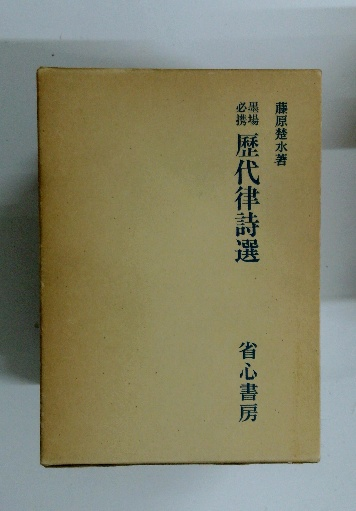 藤原楚水著
墨場
必携
歴代律詩選
省心書房